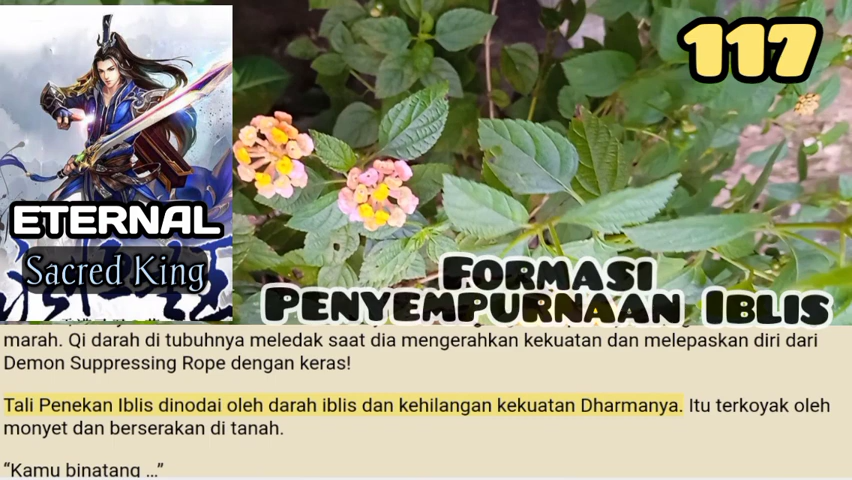 117
ETERNAL
Sacred King
FORMASI
PENYEMPURNAAN IBLIS
marah. Qi darah di tubuhnya meledak saat dia mengerahkan kekuatan dan melepaskan diri dari
Demon Suppressing Rope dengan keras!
Tali Penekan Iblis dinodai oleh darah iblis dan kehilangan kekuatan Dharmanya. Itu terkoyak oleh
monyet dan berserakan di tanah.
“Kamu binatang ...”